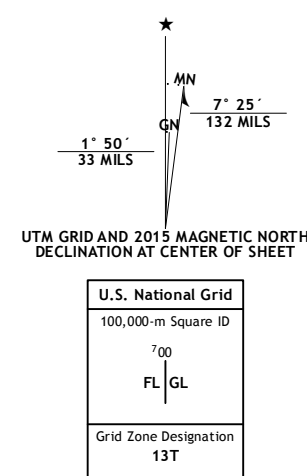 ★
MN
7° 25´
132 MILS
GN
1° 50´
33 MILS
UTM GRID AND 2015 MAGNETIC NORTH
DECLINATION AT CENTER OF SHEET
U.S. National Grid
100,000-m Square ID
⁷00
FL GL
Grid Zone Designation
13T